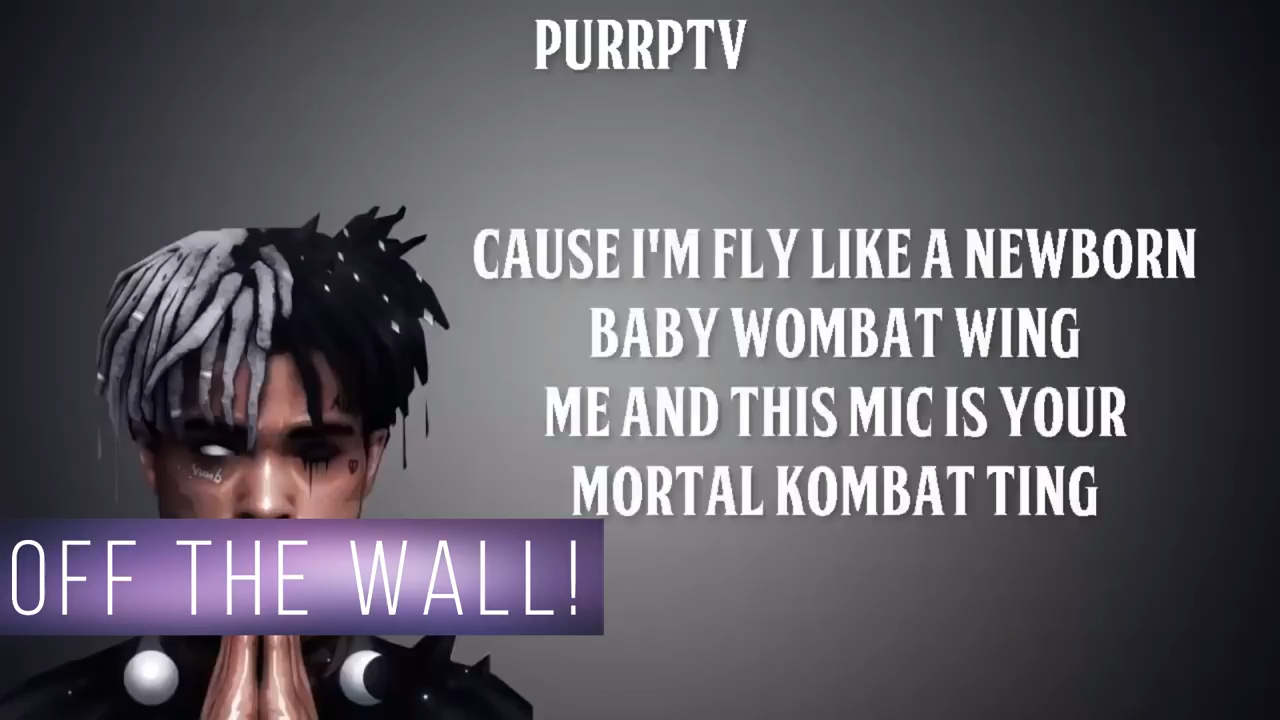 PURRPTV
CAUSE I'M FLY LIKE A NEWBORN
BABY WOMBAT WING
ME AND THIS MIC IS YOUR
MORTAL KOMBAT TING
OFF THE WALL!